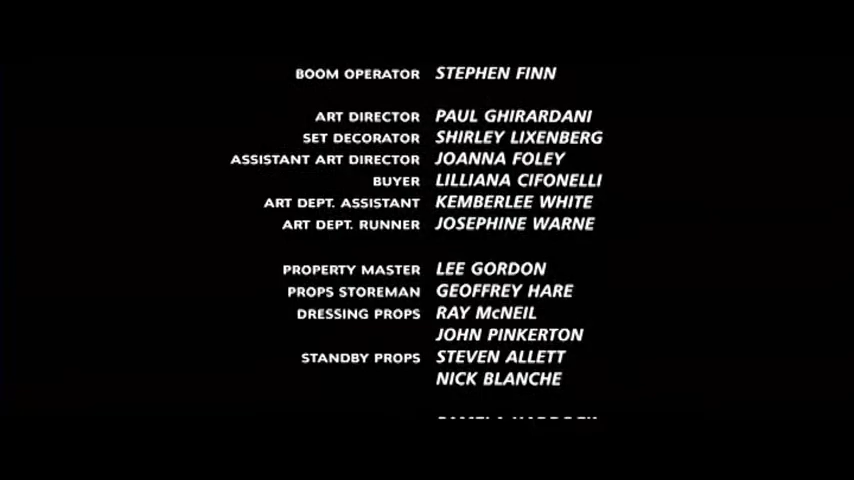 BOOM OPERATOR STEPHEN FINN
ART DIRECTOR PAUL GHIRARDANI
SET DECORATOR SHIRLEY LIXENBERG
ASSISTANT ART DIRECTOR JOANNA FOLEY
BUYER LILLIANA CIFONELLI
ART DEPT. ASSISTANT KEMBERLEE WHITE
ART DEPT. RUNNER JOSEPHINE WARNE
PROPERTY MASTER LEE GORDON
PROPS STOREMAN GEOFFREY HARE
DRESSING PROPS RAY McNEIL
JOHN PINKERTON
STANDBY PROPS STEVEN ALLETT
NICK BLANCHE